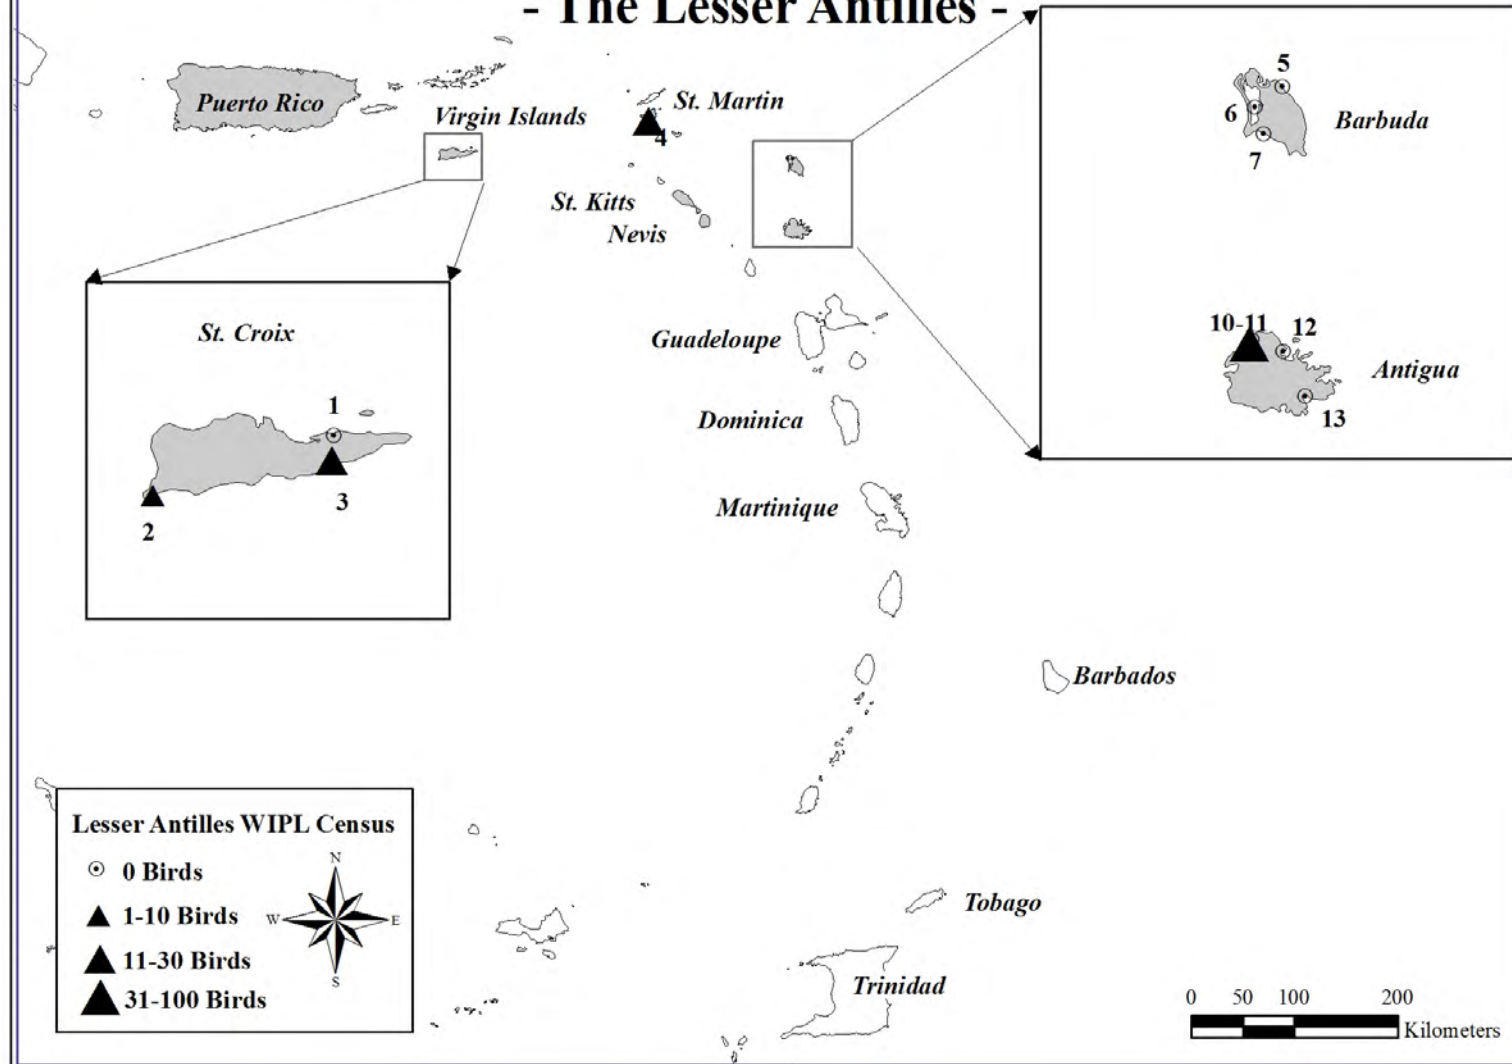 - The Lesser Antilles -
Puerto Rico
Virgin Islands
St. Martin
4
St. Kitts
Nevis
5
6
7
Barbuda
10-11
12
Antigua
13
St. Croix
1
2
3
Guadeloupe
Dominica
Martinique
Barbados
Tobago
Trinidad
Lesser Antilles WIPL Census
0 Birds
1-10 Birds
11-30 Birds
31-100 Birds
N
W
E
S
0 50 100 200
Kilometers